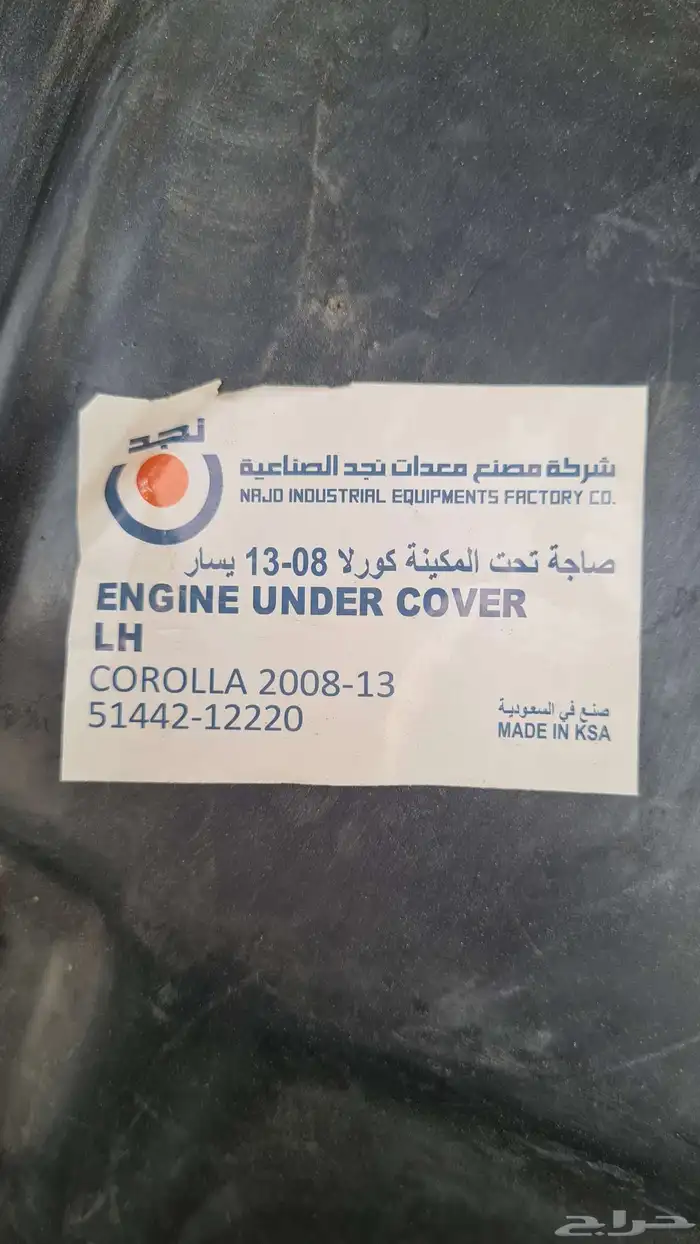 نجد
شركة مصنع معدات نجد الصناعية
NAJD INDUSTRIAL EQUIPMENTS FACTORY CO.
صاجة تحت المكينة كورلا 08-13 يسار
ENGINE UNDER COVER
LH
COROLLA 2008-13
51442-12220
صنع في السعودية
MADE IN KSA
حراج